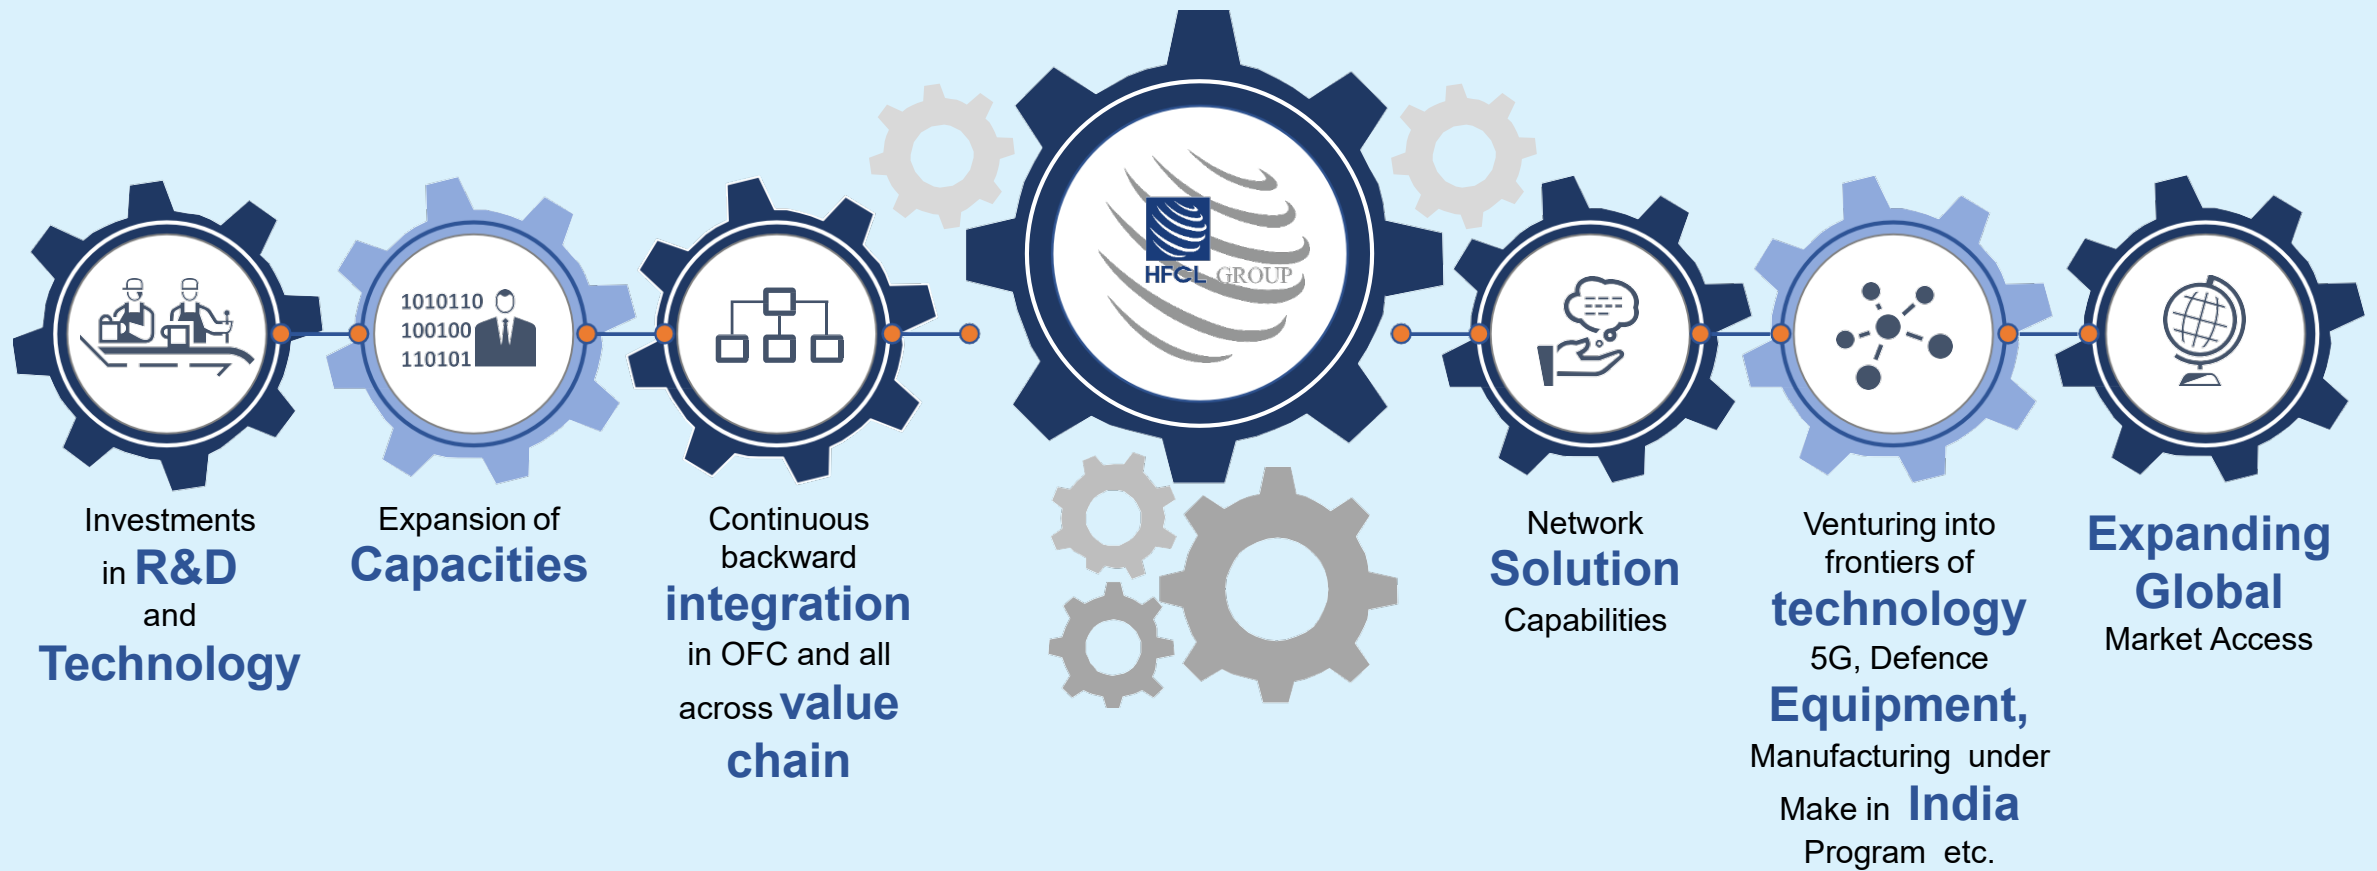 HFCL GROUP
1010110
100100
110101
Investments
in R&D
and
Technology
Expansion of
Capacities
Continuous
backward
integration
in OFC and all
across value
chain
Network
Solution
Capabilities
Venturing into
frontiers of
technology
5G, Defence
Equipment,
Manufacturing under
Make in India
Program etc.
Expanding
Global
Market Access